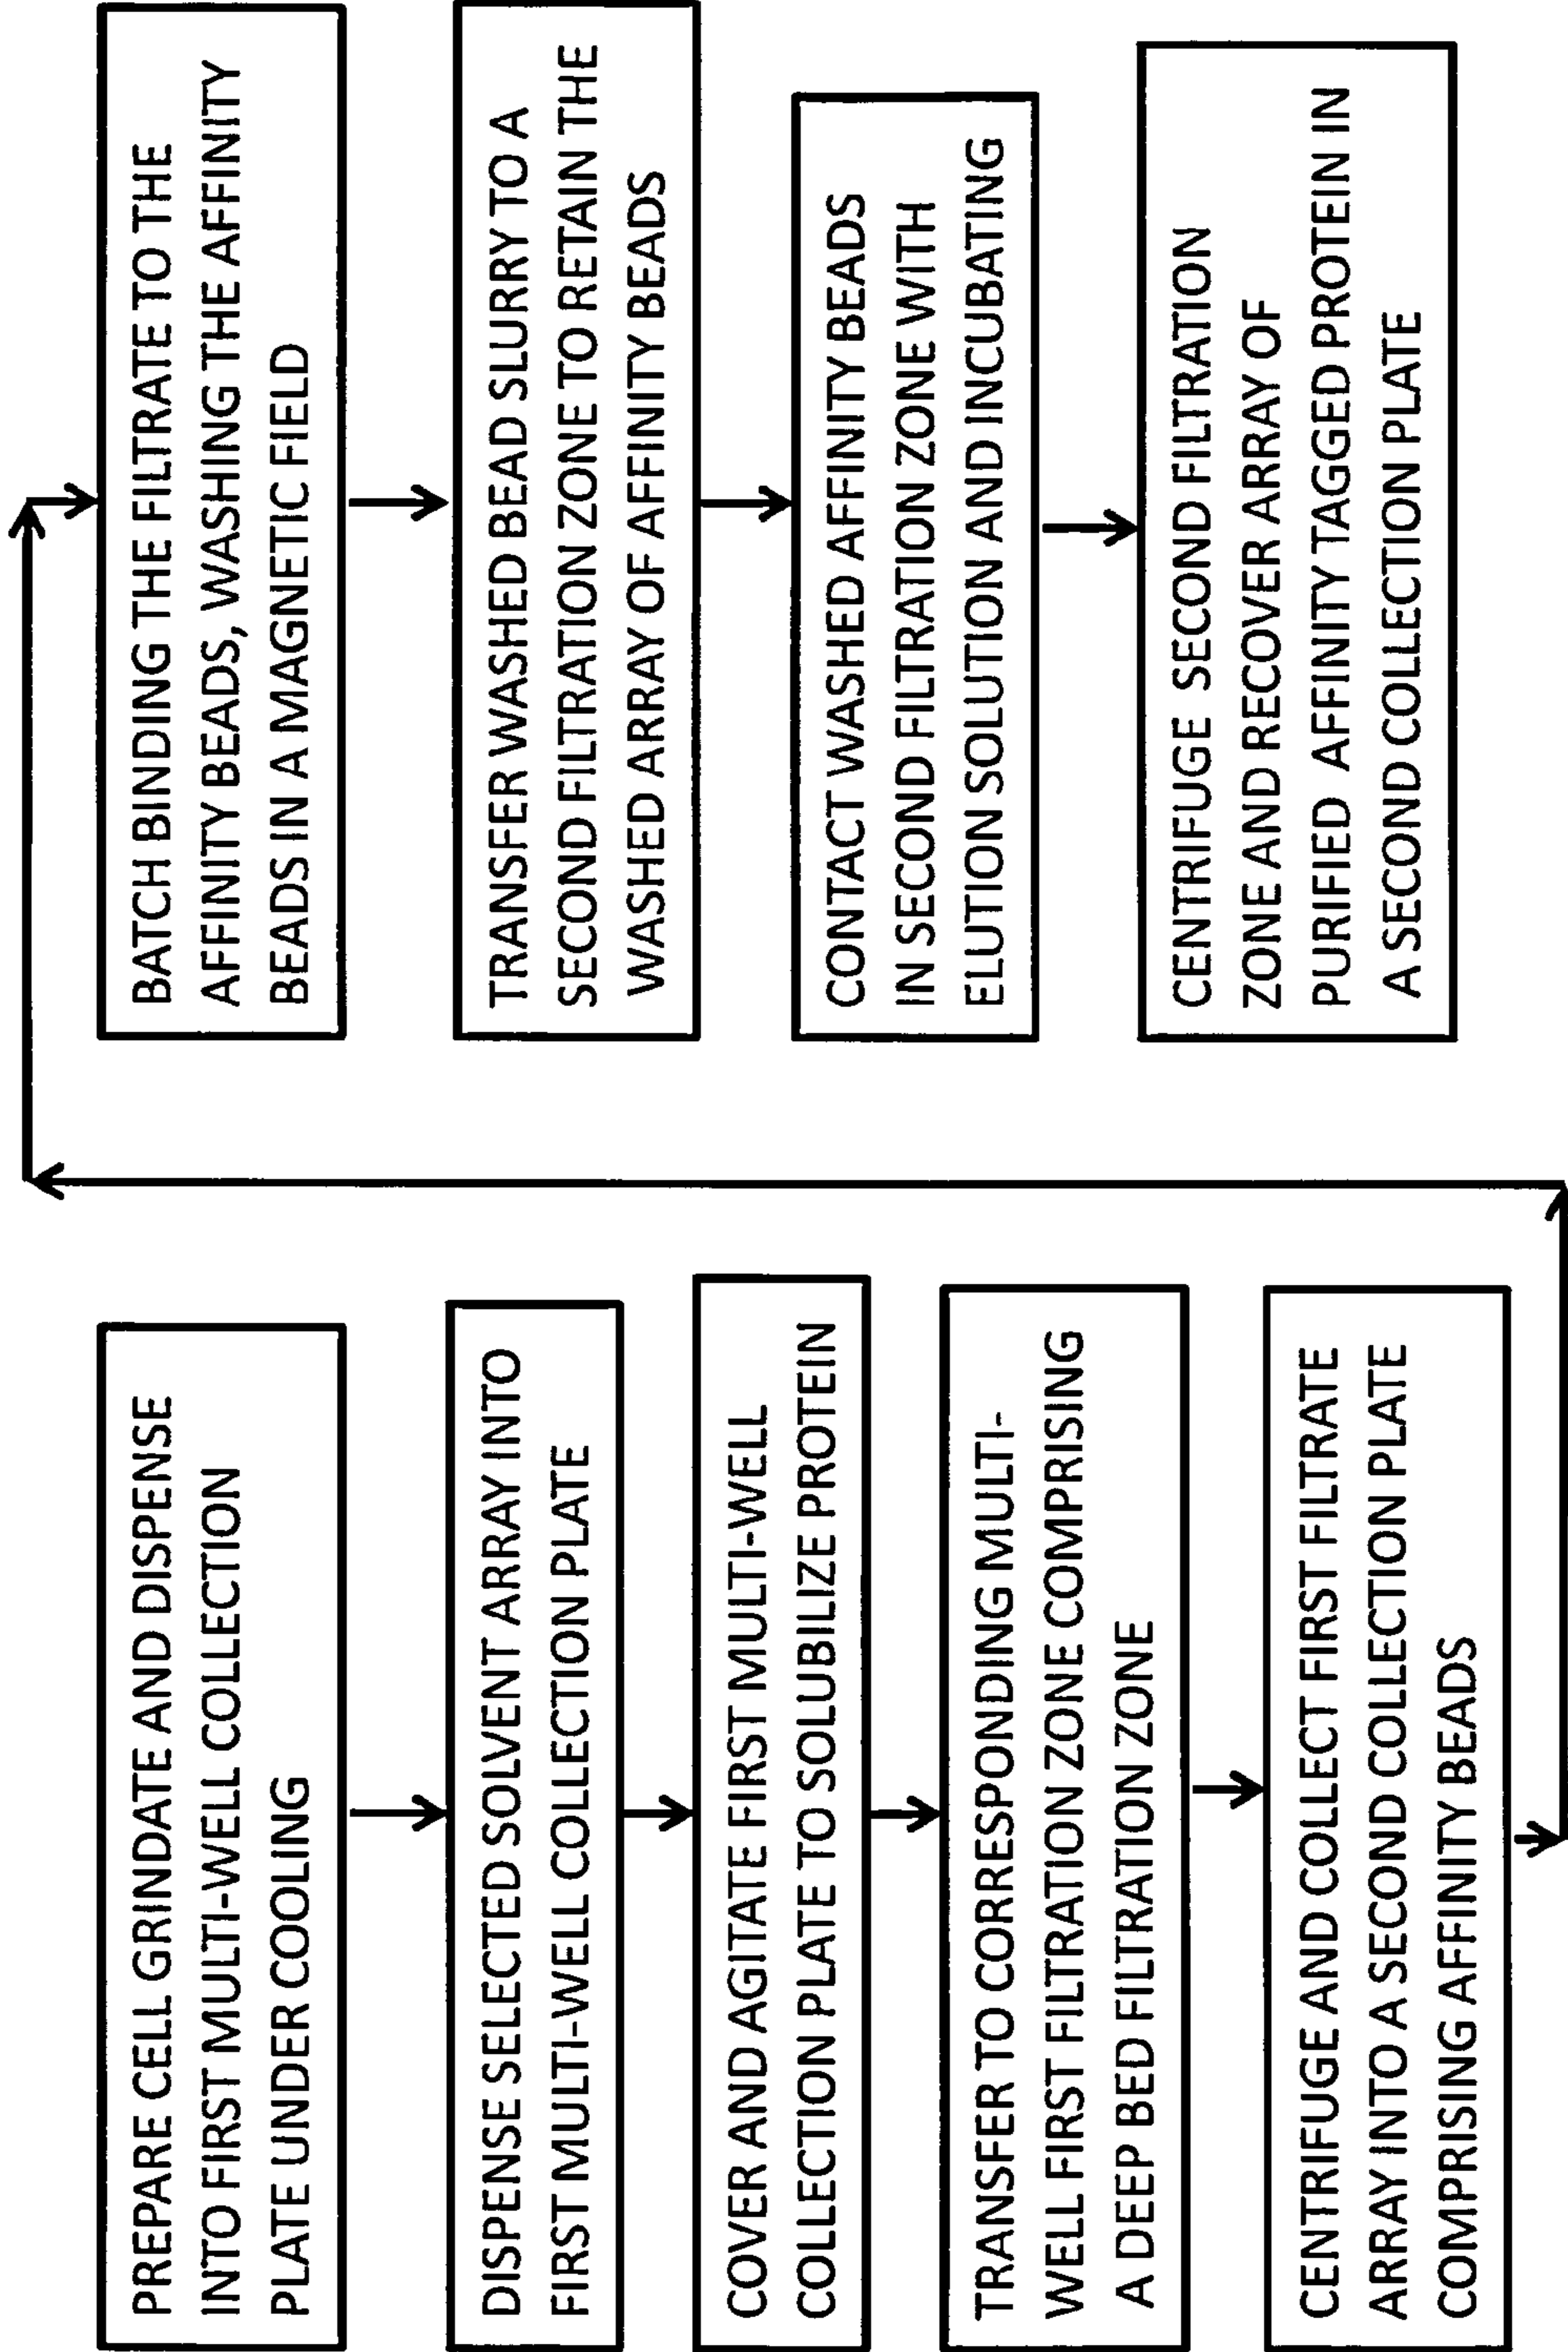 PREPARE CELL GRINDATE AND DISPENSE
INTO FIRST MULTI-WELL COLLECTION
PLATE UNDER COOLING
DISPENSE SELECTED SOLVENT ARRAY INTO
FIRST MULTI-WELL COLLECTION PLATE
COVER AND AGITATE FIRST MULTI-WELL
COLLECTION PLATE TO SOLUBILIZE PROTEIN
TRANSFER TO CORRESPONDING MULTI-
WELL FIRST FILTRATION ZONE COMPRISING
A DEEP BED FILTRATION ZONE
CENTRIFUGE AND COLLECT FIRST FILTRATE
ARRAY INTO A SECOND COLLECTION PLATE
COMPRISING AFFINITY BEADS
BATCH BINDING THE FILTRATE TO THE
AFFINITY BEADS, WASHING THE AFFINITY
BEADS IN A MAGNETIC FIELD
TRANSFER WASHED BEAD SLURRY TO A
SECOND FILTRATION ZONE TO RETAIN THE
WASHED ARRAY OF AFFINITY BEADS
CONTACT WASHED AFFINITY BEADS
IN SECOND FILTRATION ZONE WITH
ELUTION SOLUTION AND INCUBATING
CENTRIFUGE SECOND FILTRATION
ZONE AND RECOVER ARRAY OF
PURIFIED AFFINITY TAGGED PROTEIN IN
A SECOND COLLECTION PLATE